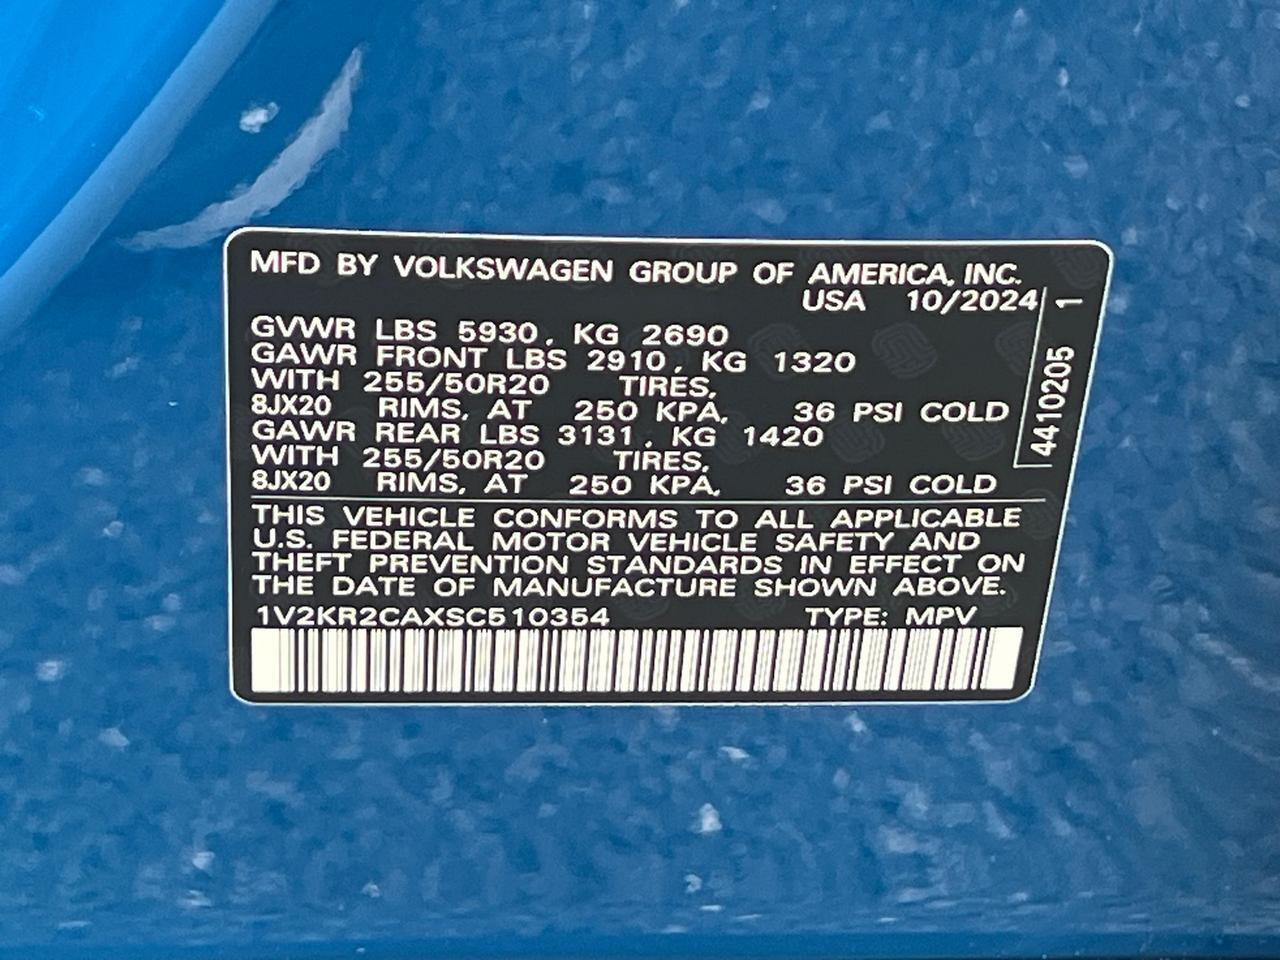 MFD BY VOLKSWAGEN GROUP OF AMERICA, INC.
USA 10/2024
GVWR LBS 5930, KG 2690
GAWR FRONT LBS 2910, KG 1320
WITH 255/50R20 TIRES,
8JX20 RIMS, AT 250 KPA, 36 PSI COLD
GAWR REAR LBS 3131, KG 1420
WITH 255/50R20 TIRES,
8JX20 RIMS, AT 250 KPA, 36 PSI COLD
THIS VEHICLE CONFORMS TO ALL APPLICABLE
U.S. FEDERAL MOTOR VEHICLE SAFETY AND
THEFT PREVENTION STANDARDS IN EFFECT ON
THE DATE OF MANUFACTURE SHOWN ABOVE.
1V2KR2CAXSC510354 TYPE: MPV
4410205 1